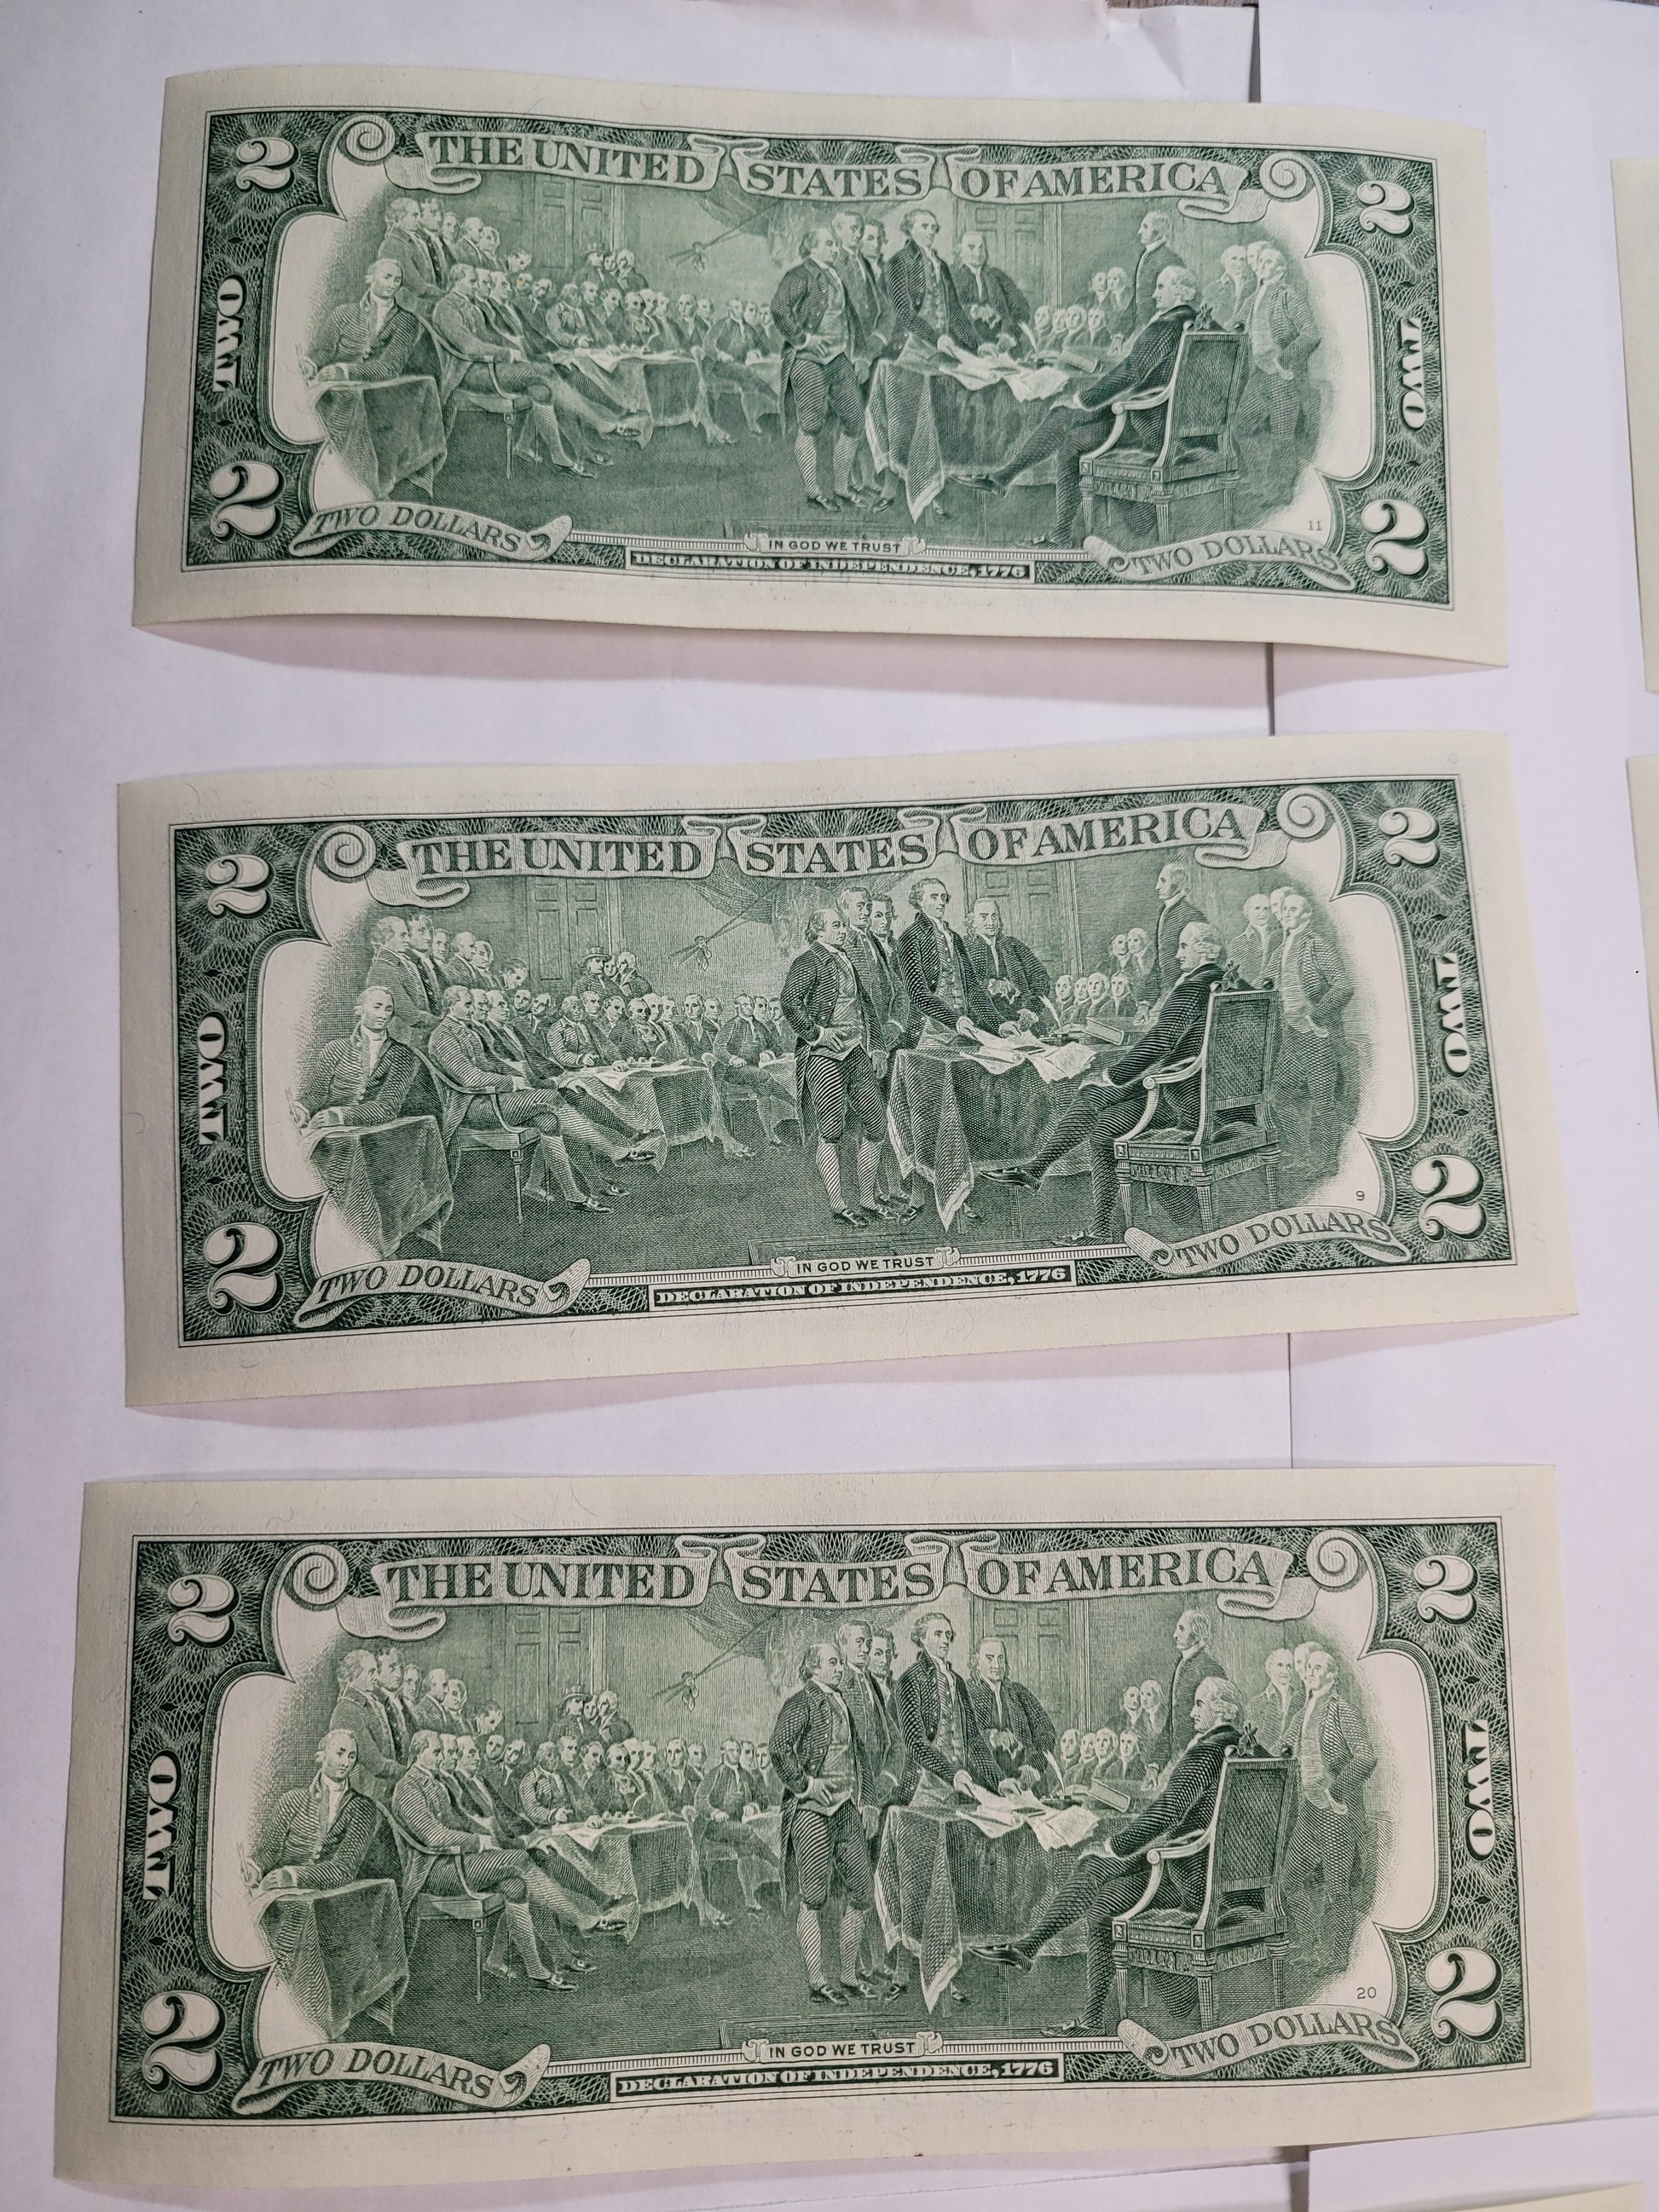 2 THE UNITED STATES OF AMERICA 2
TWO TWO
11
2 TWO DOLLARS IN GOD WE TRUST TWO DOLLARS 2
DECLARATION OF INDEPENDENCE, 1776
2 THE UNITED STATES OF AMERICA 2
TWO TWO
9
2 TWO DOLLARS IN GOD WE TRUST TWO DOLLARS 2
DECLARATION OF INDEPENDENCE, 1776
2 THE UNITED STATES OF AMERICA 2
TWO TWO
20
2 TWO DOLLARS IN GOD WE TRUST TWO DOLLARS 2
DECLARATION OF INDEPENDENCE, 1776